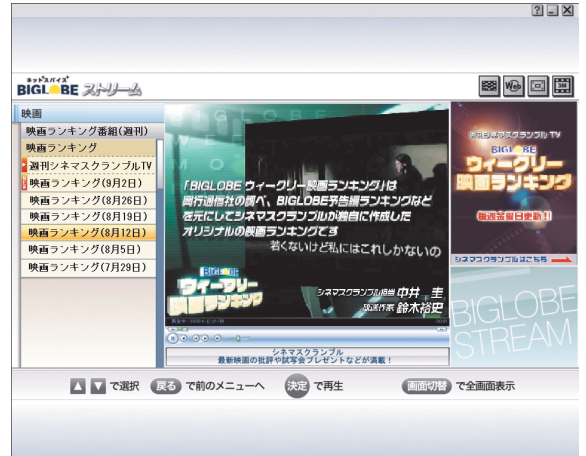 ネットスパイズ
BIGLOBE ストリーム
Web
映画
映画ランキング番組(週刊)
映画ランキング
週刊シネマスクランブルTV
映画ランキング(9月2日)
映画ランキング(8月26日)
映画ランキング(8月19日)
映画ランキング(8月12日)
映画ランキング(8月5日)
映画ランキング(7月29日)
「BIGLOBE ウィークリー映画ランキング」は
興行通信社の調べ、BIGLOBE予告編ランキングなど
を元にしてシネマスクランブルが独自に作成した
オリジナルの映画ランキングです
若くないけど私にはこれしかないの
BIGLOBE
ウィークリー
映画ランキング
シネマスクランブル担当 中井 圭
放送作家 鈴木裕史
シネマスクランブル
最新映画の批評や試写会プレゼントなどが満載!
週刊シネマスクランブルTV
BIGLOBE
ウィークリー
映画ランキング
毎週金曜日更新!!
シネマスクランブルはこちら
BIGLOBE
STREAM
▲ ▼ で選択 戻る で前のメニューへ 決定 で再生 画面切替 で全画面表示